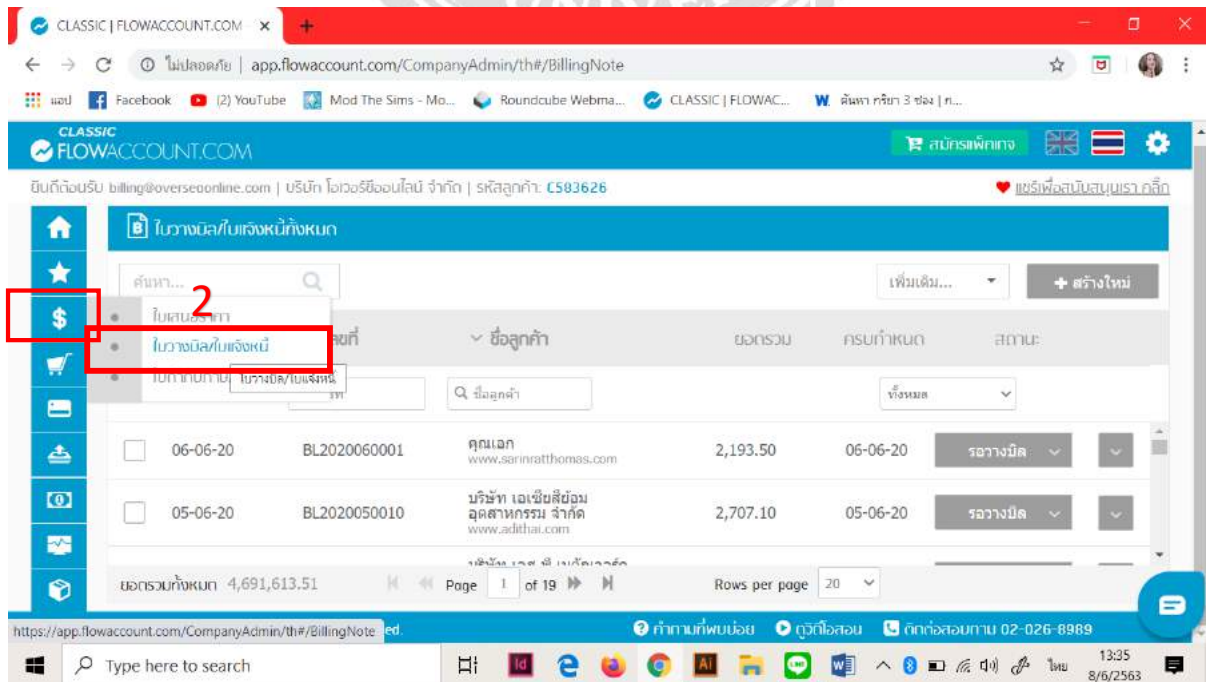 CLASSIC | FLOWACCOUNT.COM
ไม่ปลอดภัย | app.flowaccount.com/CompanyAdmin/th#/BillingNote
แอป Facebook (2) YouTube Mod The Sims - Mo... Roundcube Webma... CLASSIC | FLOWAC... ค้นหา กริยา 3 ช่อง | ก...
CLASSIC
FLOWACCOUNT.COM สมัครแพ็กเกจ
ยินดีต้อนรับ billing@overseaonline.com | บริษัท โอเวอร์ซีออนไลน์ จำกัด | รหัสลูกค้า: C583626 แชร์เพื่อสนับสนุนเรา คลิ๊ก
ใบวางบิล/ใบแจ้งหนี้ทั้งหมด
ค้นหา... เพิ่มเติม... + สร้างใหม่
2
ใบเสนอราคา
ใบวางบิล/ใบแจ้งหนี้ ลขที่ ชื่อลูกค้า ยอดรวม ครบกำหนด สถานะ
ใบวางบิล/ใบแจ้งหนี้ ชื่อลูกค้า ทั้งหมด
06-06-20 BL2020060001 คุณเอก 2,193.50 06-06-20 รอวางบิล
www.sarinratthomas.com
บริษัท เอเซียสีย้อม
05-06-20 BL2020050010 อุตสาหกรรม จำกัด 2,707.10 05-06-20 รอวางบิล
www.adithai.com
ยอดรวมทั้งหมด 4,691,613.51 Page 1 of 19 Rows per page 20
https://app.flowaccount.com/CompanyAdmin/th#/BillingNote ed. คำถามที่พบบ่อย ดูวิดีโอสอน ติดต่อสอบถาม 02-026-8989
Type here to search ไทย 13:35
8/6/2563